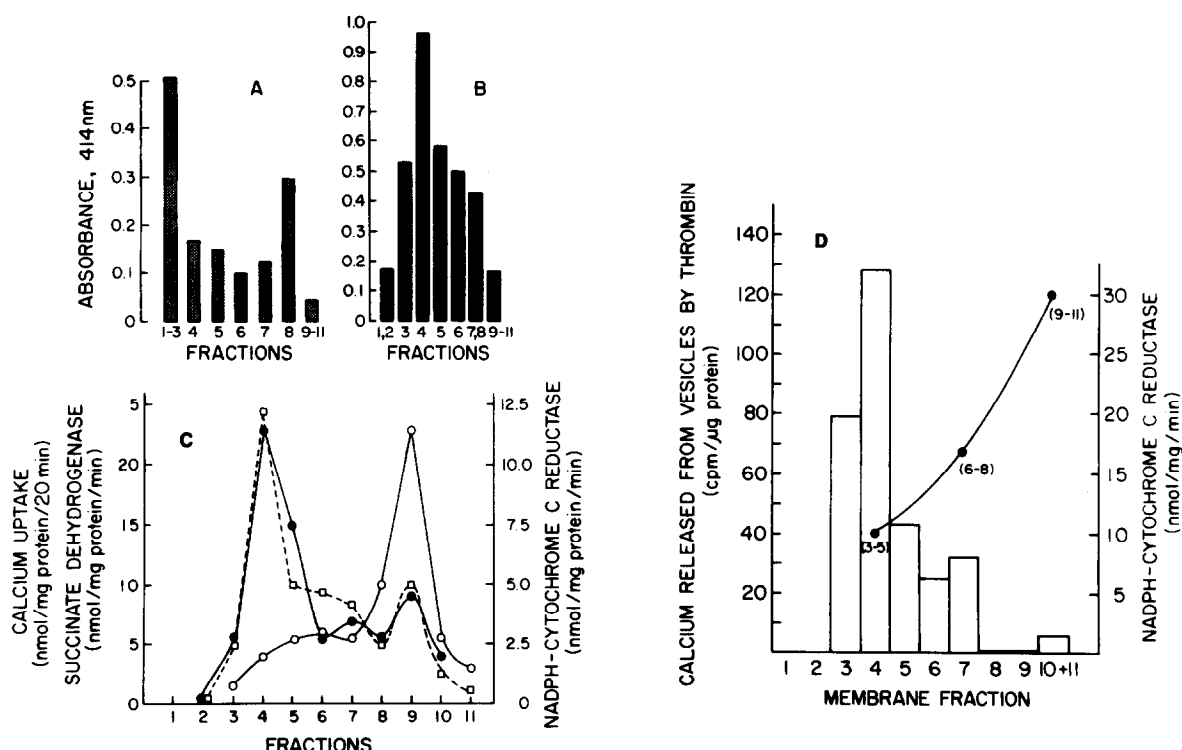 A
ABSORBANCE, 414nm
0.5
0.4
0.3
0.2
0.1
0
1-3 4 5 6 7 8 9-11
FRACTIONS
B
1.0
0.9
0.8
0.7
0.6
0.5
0.4
0.3
0.2
0.1
0
1,2 3 4 5 6 7,8 9-11
FRACTIONS
C
CALCIUM UPTAKE
(nmol/mg protein/20 min)
SUCCINATE DEHYDROGENASE
(nmol/mg protein/min)
5
20
15
10
5
0
12.5
10.0
7.5
5.0
2.5
0
NADPH-CYTOCHROME C REDUCTASE
(nmol/mg protein/min)
1 2 3 4 5 6 7 8 9 10 11
FRACTIONS
D
CALCIUM RELEASED FROM VESICLES BY THROMBIN
(cpm/µg protein)
140
120
100
80
60
40
20
(3-5)
(6-8)
(9-11)
30
25
20
15
10
5
NADPH-CYTOCHROME C REDUCTASE
(nmol/mg/min)
1 2 3 4 5 6 7 8 9 10+11
MEMBRANE FRACTION